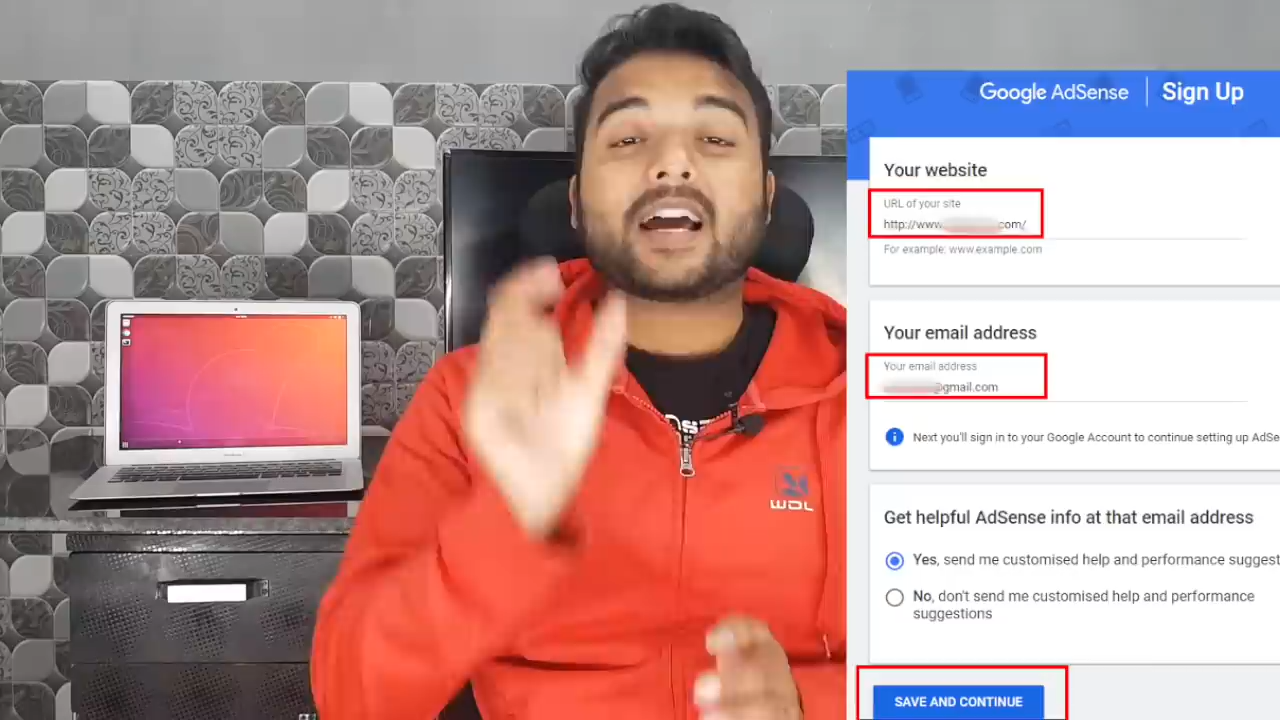 Google AdSense | Sign Up
Your website
URL of your site
http://www. com/
For example: www.example.com
Your email address
Your email address
@gmail.com
Next you'll sign in to your Google Account to continue setting up
Get helpful AdSense info at that email address
Yes, send me customised help and performance
No, don't send me customised help and performance
suggestions
SAVE AND CONTINUE
WDL